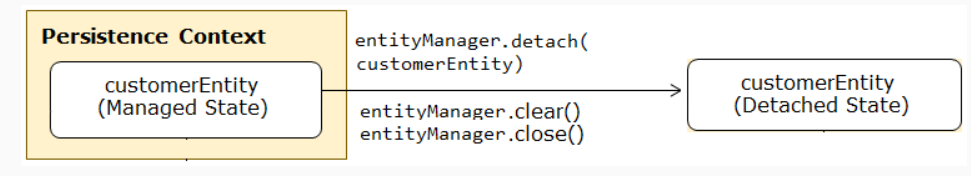 Persistence Context
customerEntity
(Managed State)
entityManager.detach(
customerEntity)
entityManager.clear()
entityManager.close()
customerEntity
(Detached State)